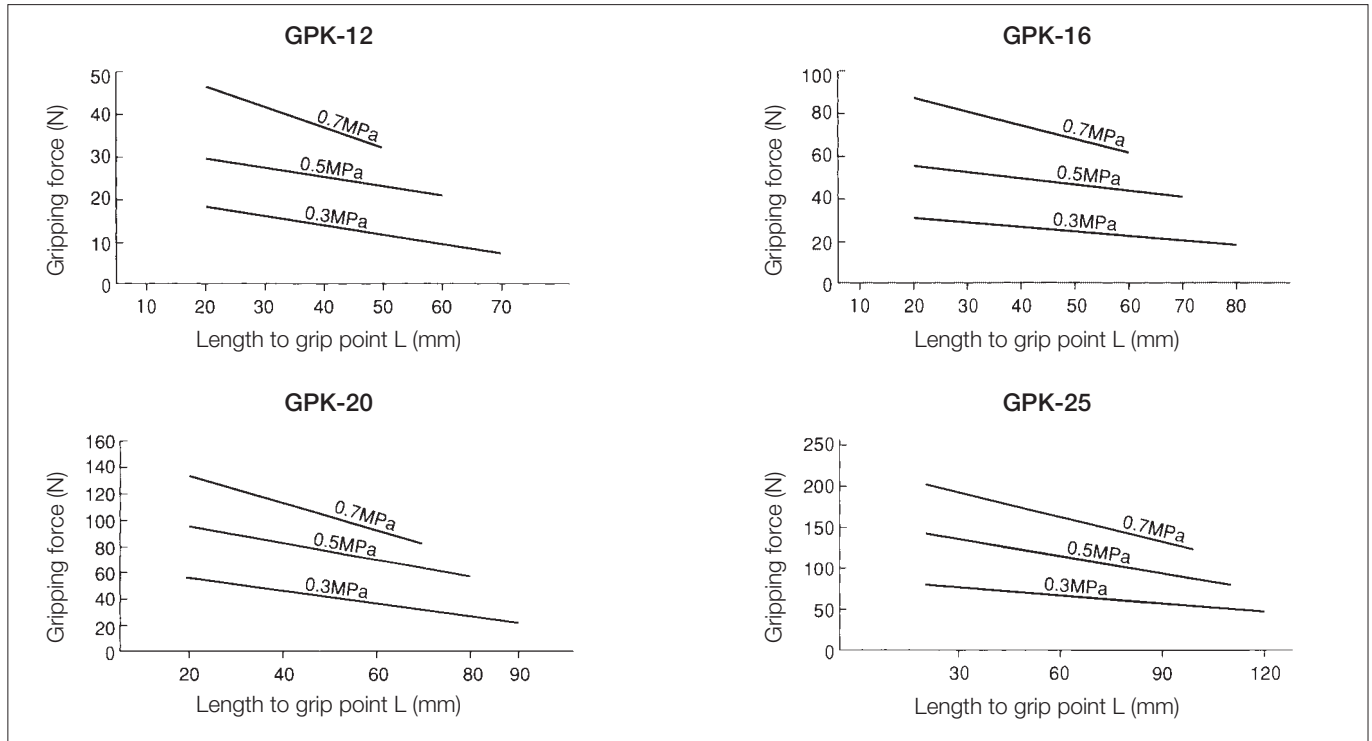 GPK-12
Gripping force (N)
50
40
30
20
10
0
0.7MPa
0.5MPa
0.3MPa
10 20 30 40 50 60 70
Length to grip point L (mm)
GPK-16
Gripping force (N)
100
80
60
40
20
0
0.7MPa
0.5MPa
0.3MPa
10 20 30 40 50 60 70 80
Length to grip point L (mm)
GPK-20
Gripping force (N)
160
140
120
100
80
60
40
20
0
0.7MPa
0.5MPa
0.3MPa
20 40 60 80 90
Length to grip point L (mm)
GPK-25
Gripping force (N)
250
200
150
100
50
0
0.7MPa
0.5MPa
0.3MPa
30 60 90 120
Length to grip point L (mm)